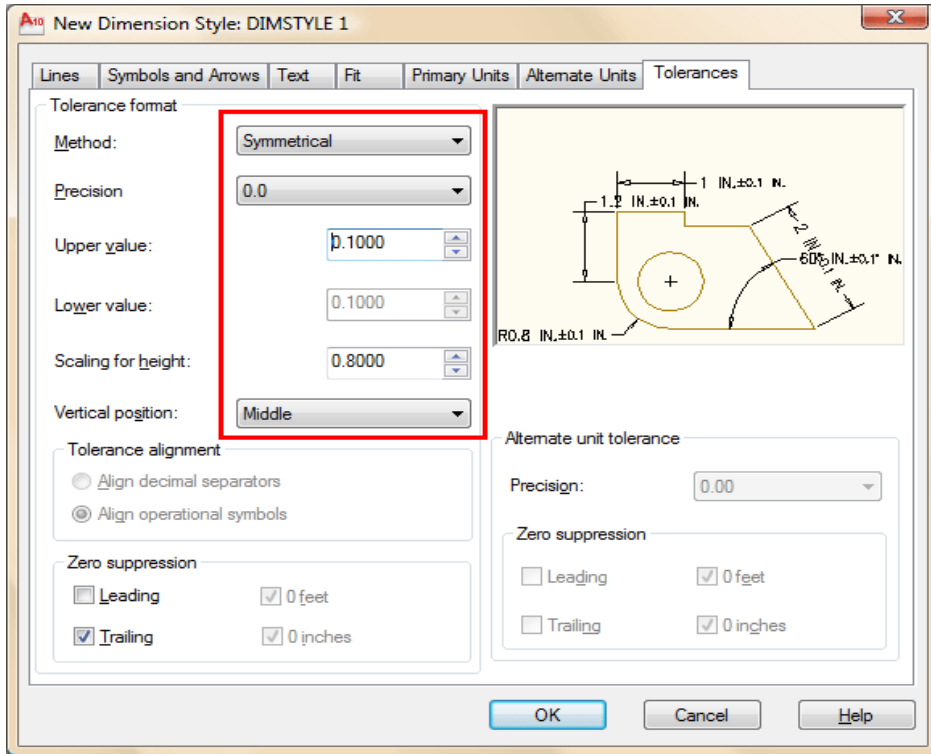 A10 New Dimension Style: DIMSTYLE 1
Lines Symbols and Arrows Text Fit Primary Units Alternate Units Tolerances
Tolerance format
Method: Symmetrical
Precision 0.0
Upper value: 0.1000
Lower value: 0.1000
Scaling for height: 0.8000
Vertical position: Middle
Tolerance alignment
Align decimal separators
Align operational symbols
Zero suppression
Leading 0 feet
Trailing 0 inches
1 IN.±0.1 IN.
1.2 IN.±0.1 IN.
R0.8 IN.±0.1 IN.
Alternate unit tolerance
Precision: 0.00
Zero suppression
Leading 0 feet
Trailing 0 inches
OK Cancel Help